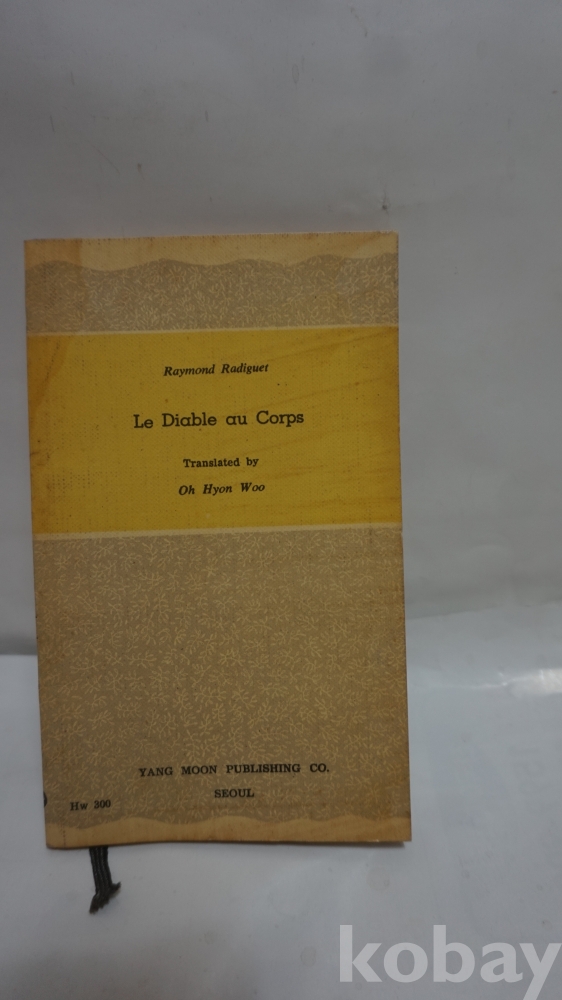 Raymond Radiguet
Le Diable au Corps
Translated by
Oh Hyon Woo
YANG MOON PUBLISHING CO.
SEOUL
Hw 300
kobay